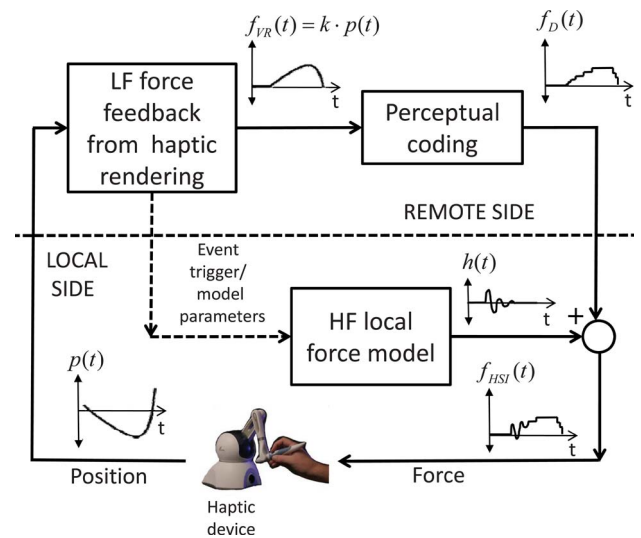 f_VR(t) = k · p(t)
f_D(t)
LF force
feedback
from haptic
rendering
t
Perceptual
coding
t
REMOTE SIDE
LOCAL
SIDE
Event
trigger/
model
parameters
h(t)
t
HF local
force model
+
p(t)
t
f_HSI(t)
t
Position
Force
Haptic
device